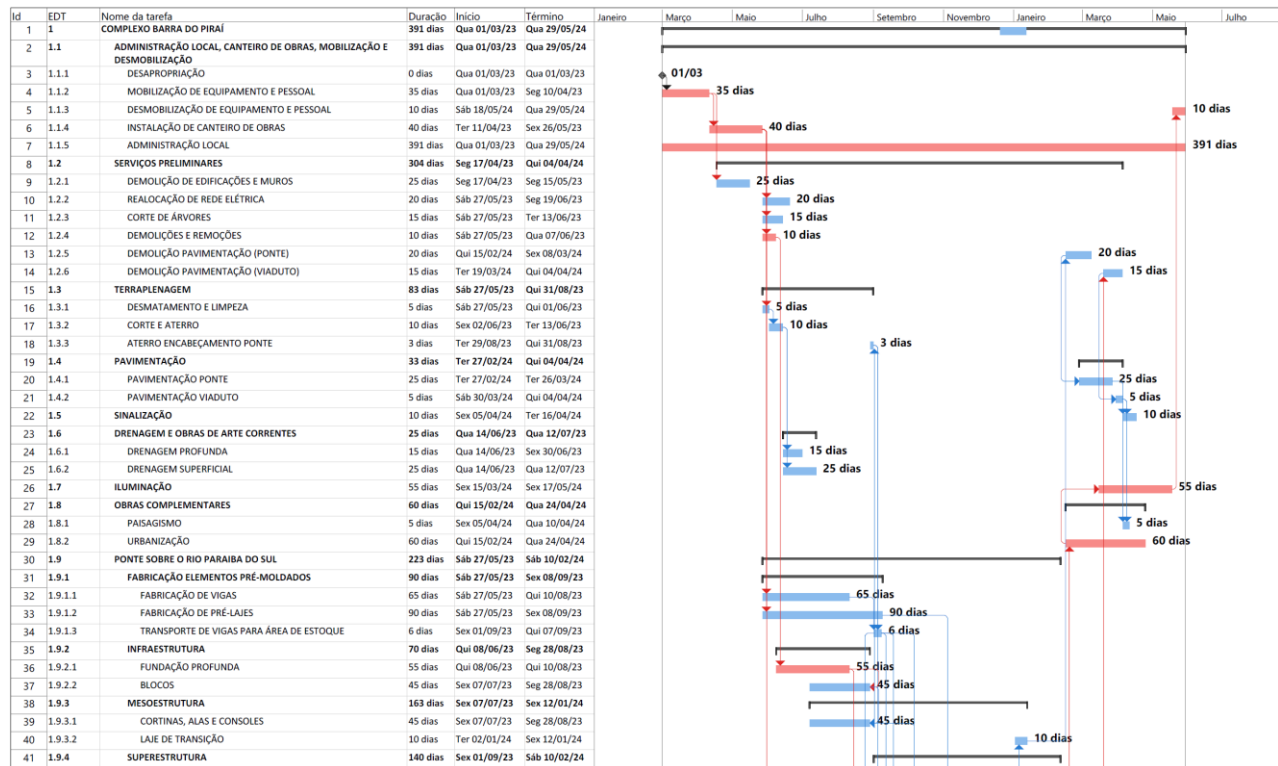 Id EDT Nome da tarefa Duração Início Término Janeiro Março Maio Julho Setembro Novembro Janeiro Março Maio Julho
1 1 COMPLEXO BARRA DO PIRAÍ 391 dias Qua 01/03/23 Qua 29/05/24
2 1.1 ADMINISTRAÇÃO LOCAL, CANTEIRO DE OBRAS, MOBILIZAÇÃO E 391 dias Qua 01/03/23 Qua 29/05/24
DESMOBILIZAÇÃO
3 1.1.1 DESAPROPRIAÇÃO 0 dias Qua 01/03/23 Qua 01/03/23 01/03
4 1.1.2 MOBILIZAÇÃO DE EQUIPAMENTO E PESSOAL 35 dias Qua 01/03/23 Seg 10/04/23 35 dias
5 1.1.3 DESMOBILIZAÇÃO DE EQUIPAMENTO E PESSOAL 10 dias Sáb 18/05/24 Qua 29/05/24 10 dias
6 1.1.4 INSTALAÇÃO DE CANTEIRO DE OBRAS 40 dias Ter 11/04/23 Sex 26/05/23 40 dias
7 1.1.5 ADMINISTRAÇÃO LOCAL 391 dias Qua 01/03/23 Qua 29/05/24 391 dias
8 1.2 SERVIÇOS PRELIMINARES 304 dias Seg 17/04/23 Qui 04/04/24
9 1.2.1 DEMOLIÇÃO DE EDIFICAÇÕES E MUROS 25 dias Seg 17/04/23 Seg 15/05/23 25 dias
10 1.2.2 REALOCAÇÃO DE REDE ELÉTRICA 20 dias Sáb 27/05/23 Seg 19/06/23 20 dias
11 1.2.3 CORTE DE ÁRVORES 15 dias Sáb 27/05/23 Ter 13/06/23 15 dias
12 1.2.4 DEMOLIÇÕES E REMOÇÕES 10 dias Sáb 27/05/23 Qua 07/06/23 10 dias
13 1.2.5 DEMOLIÇÃO PAVIMENTAÇÃO (PONTE) 20 dias Qui 15/02/24 Sex 08/03/24 20 dias
14 1.2.6 DEMOLIÇÃO PAVIMENTAÇÃO (VIADUTO) 15 dias Ter 19/03/24 Qui 04/04/24 15 dias
15 1.3 TERRAPLENAGEM 83 dias Sáb 27/05/23 Qui 31/08/23
16 1.3.1 DESMATAMENTO E LIMPEZA 5 dias Sáb 27/05/23 Qui 01/06/23 5 dias
17 1.3.2 CORTE E ATERRO 10 dias Sex 02/06/23 Ter 13/06/23 10 dias
18 1.3.3 ATERRO ENCABEÇAMENTO PONTE 3 dias Ter 29/08/23 Qui 31/08/23 3 dias
19 1.4 PAVIMENTAÇÃO 33 dias Ter 27/02/24 Qui 04/04/24
20 1.4.1 PAVIMENTAÇÃO PONTE 25 dias Ter 27/02/24 Ter 26/03/24 25 dias
21 1.4.2 PAVIMENTAÇÃO VIADUTO 5 dias Sáb 30/03/24 Qui 04/04/24 5 dias
22 1.5 SINALIZAÇÃO 10 dias Sex 05/04/24 Ter 16/04/24 10 dias
23 1.6 DRENAGEM E OBRAS DE ARTE CORRENTES 25 dias Qua 14/06/23 Qua 12/07/23
24 1.6.1 DRENAGEM PROFUNDA 15 dias Qua 14/06/23 Sex 30/06/23 15 dias
25 1.6.2 DRENAGEM SUPERFICIAL 25 dias Qua 14/06/23 Qua 12/07/23 25 dias
26 1.7 ILUMINAÇÃO 55 dias Sex 15/03/24 Sex 17/05/24 55 dias
27 1.8 OBRAS COMPLEMENTARES 60 dias Qui 15/02/24 Qua 24/04/24
28 1.8.1 PAISAGISMO 5 dias Sex 05/04/24 Qua 10/04/24 5 dias
29 1.8.2 URBANIZAÇÃO 60 dias Qui 15/02/24 Qua 24/04/24 60 dias
30 1.9 PONTE SOBRE O RIO PARAIBA DO SUL 223 dias Sáb 27/05/23 Sáb 10/02/24
31 1.9.1 FABRICAÇÃO ELEMENTOS PRÉ-MOLDADOS 90 dias Sáb 27/05/23 Sex 08/09/23
32 1.9.1.1 FABRICAÇÃO DE VIGAS 65 dias Sáb 27/05/23 Qui 10/08/23 65 dias
33 1.9.1.2 FABRICAÇÃO DE PRÉ-LAJES 90 dias Sáb 27/05/23 Sex 08/09/23 90 dias
34 1.9.1.3 TRANSPORTE DE VIGAS PARA ÁREA DE ESTOQUE 6 dias Sex 01/09/23 Qui 07/09/23 6 dias
35 1.9.2 INFRAESTRUTURA 70 dias Qui 08/06/23 Seg 28/08/23
36 1.9.2.1 FUNDAÇÃO PROFUNDA 55 dias Qui 08/06/23 Qui 10/08/23 55 dias
37 1.9.2.2 BLOCOS 45 dias Sex 07/07/23 Seg 28/08/23 45 dias
38 1.9.3 MESOESTRUTURA 163 dias Sex 07/07/23 Sex 12/01/24
39 1.9.3.1 CORTINAS, ALAS E CONSOLES 45 dias Sex 07/07/23 Seg 28/08/23 45 dias
40 1.9.3.2 LAJE DE TRANSIÇÃO 10 dias Ter 02/01/24 Sex 12/01/24 10 dias
41 1.9.4 SUPERESTRUTURA 140 dias Sex 01/09/23 Sáb 10/02/24